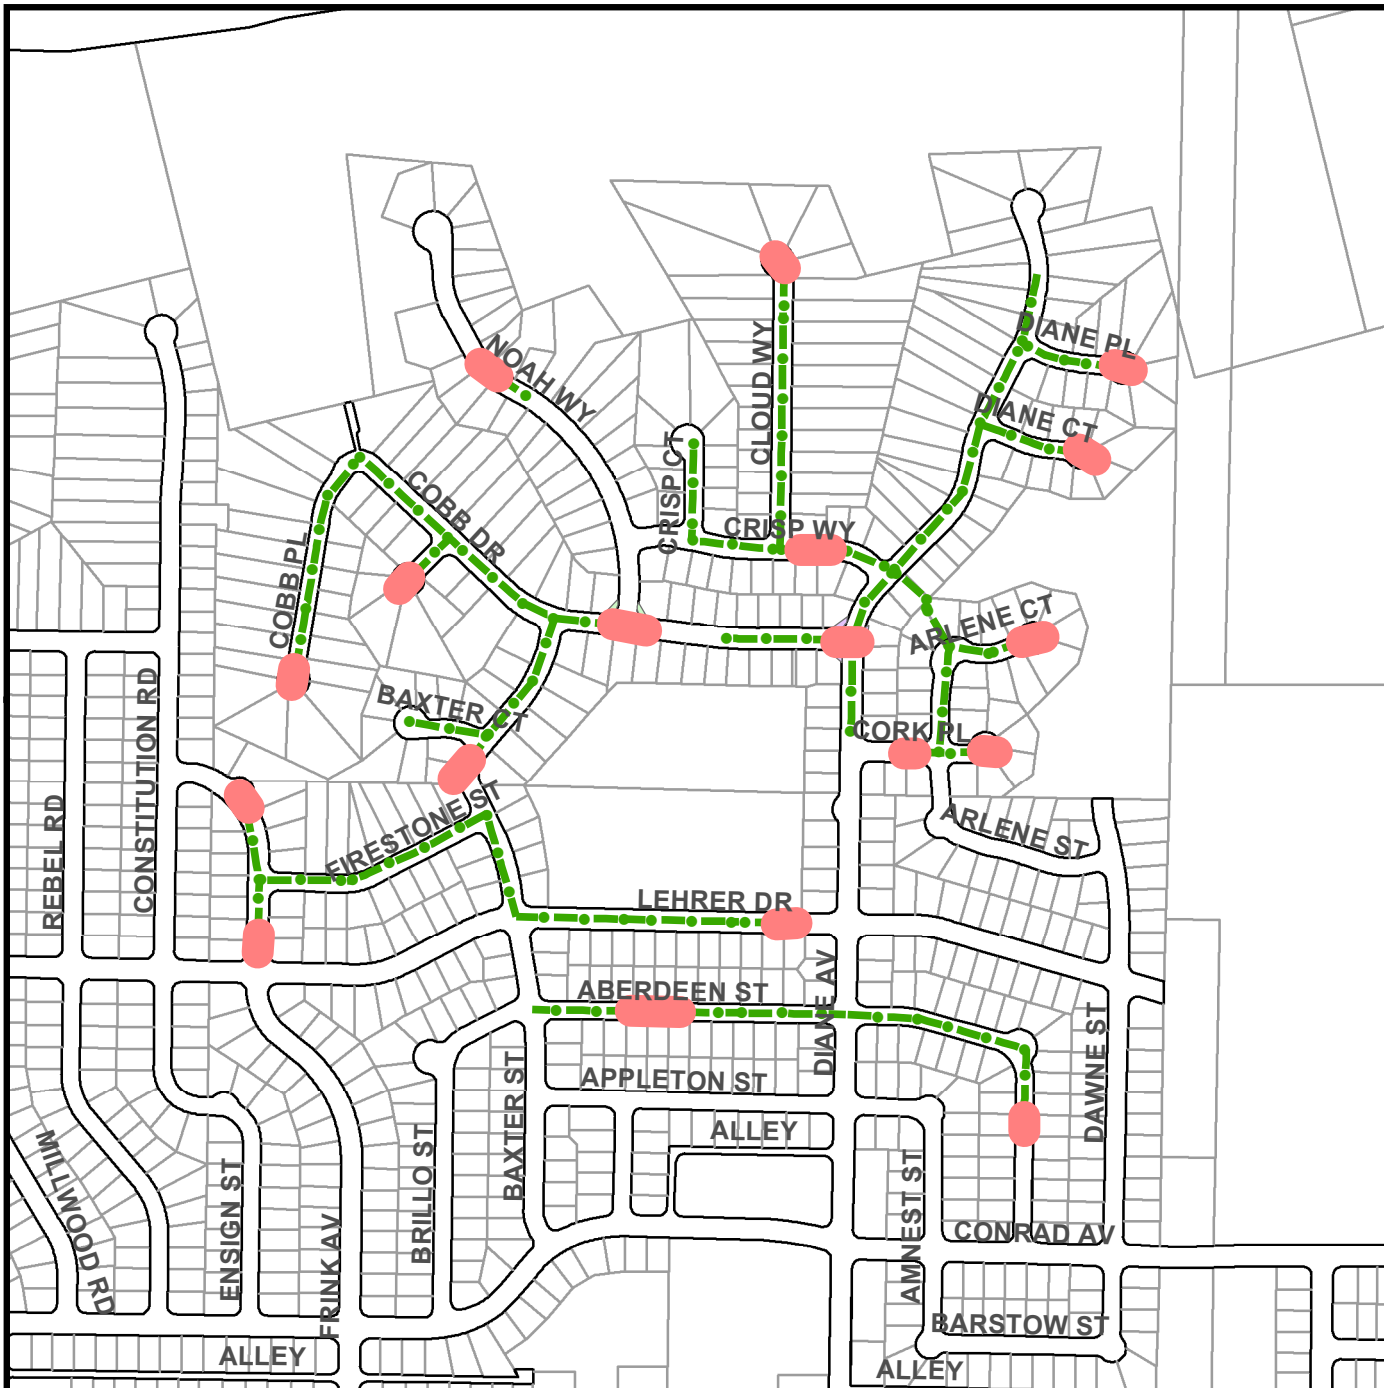 DIANE PL
NOAH WY
CLOUD WY
DIANE CT
CRISP CT
COBB DR
CRISP WY
COBB PL
ARLENE CT
CONSTITUTION RD
BAXTER CT
CORK PL
REBEL RD
FIRESTONE ST
ARLENE ST
LEHRER DR
DIANE AV
ABERDEEN ST
DAWNE ST
BAXTER ST
APPLETON ST
ALLEY
MILLWOOD RD
ENSIGN ST
FRINK AV
BRILLO ST
AMNEST ST
CONRAD AV
BARSTOW ST
ALLEY
ALLEY